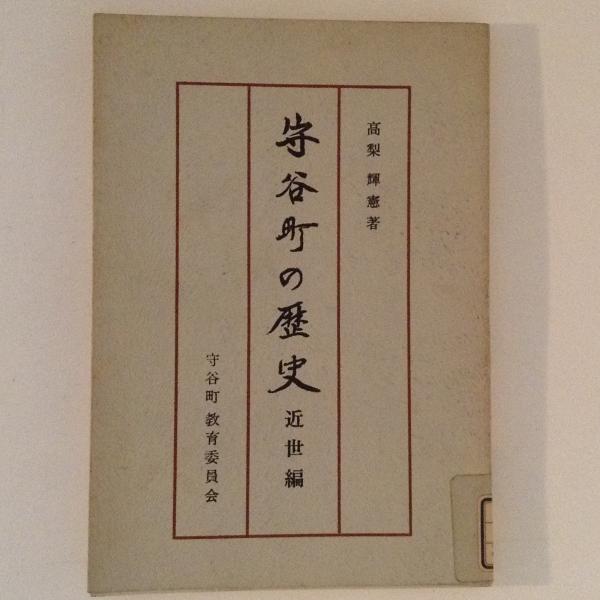 高梨輝憲著
守谷町の歴史 近世編
守谷町教育委員会